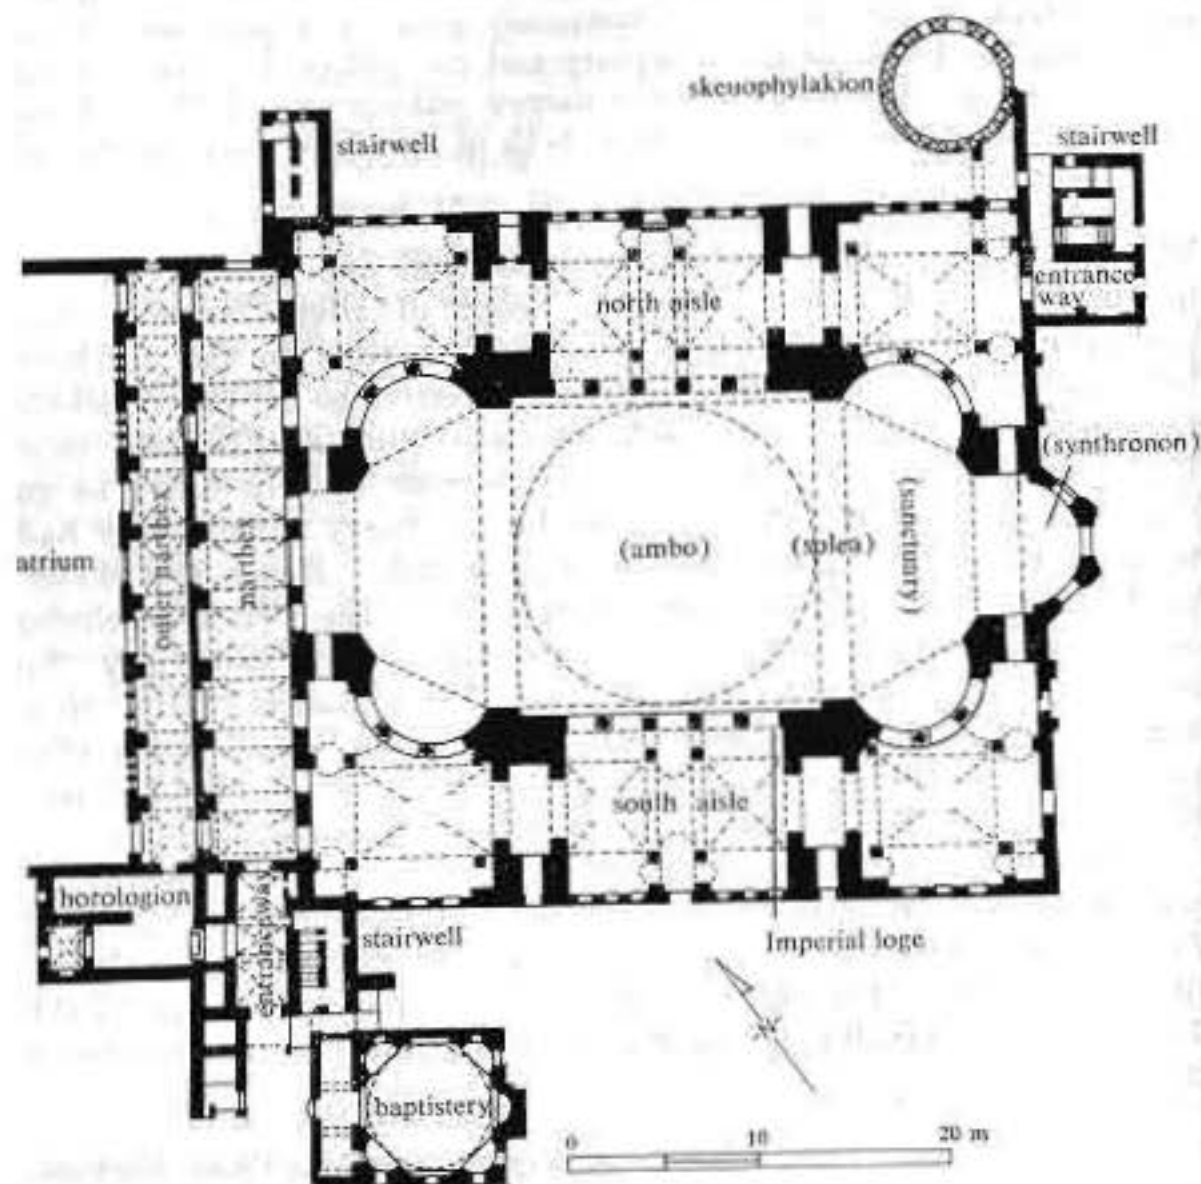 skeuophylakion
stairwell
stairwell
entrance
way
north aisle
(synthronon)
atrium
outer narthex
narthex
(ambo)
(solea)
(sanctuary)
south aisle
horologion
entranceway
stairwell
Imperial loge
(baptistery)
0 10 20 m